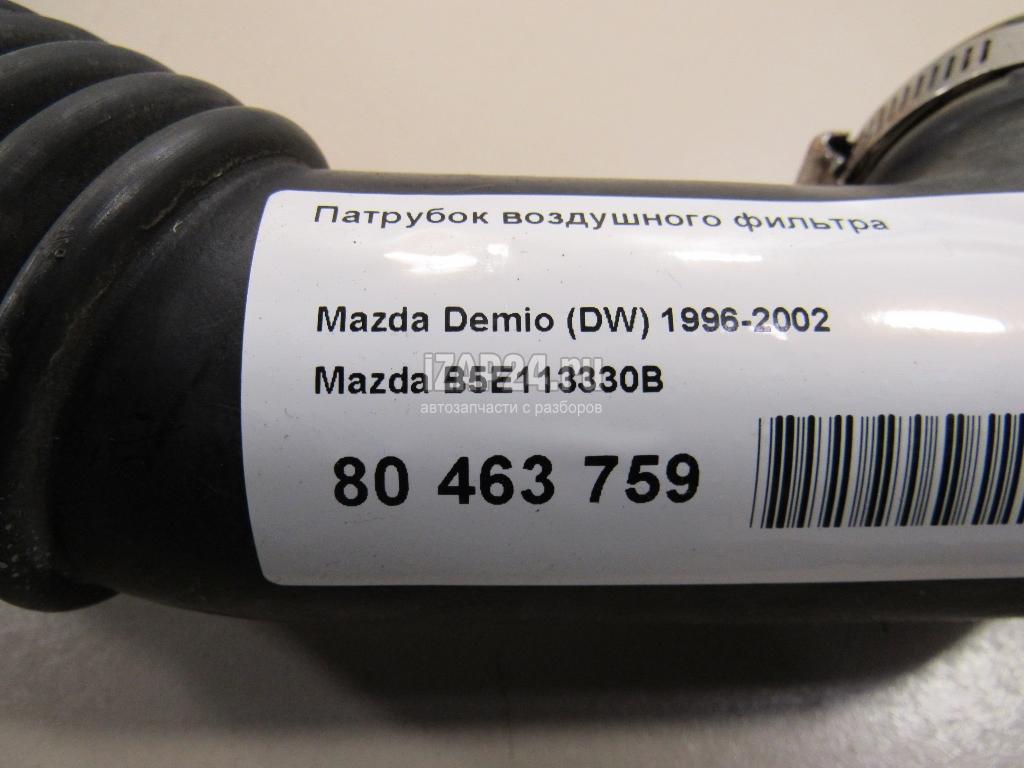 Патрубок воздушного фильтра
Mazda Demio (DW) 1996-2002
iZAP24.ru
Mazda B5E113330B
автозапчасти с разборов
80 463 759